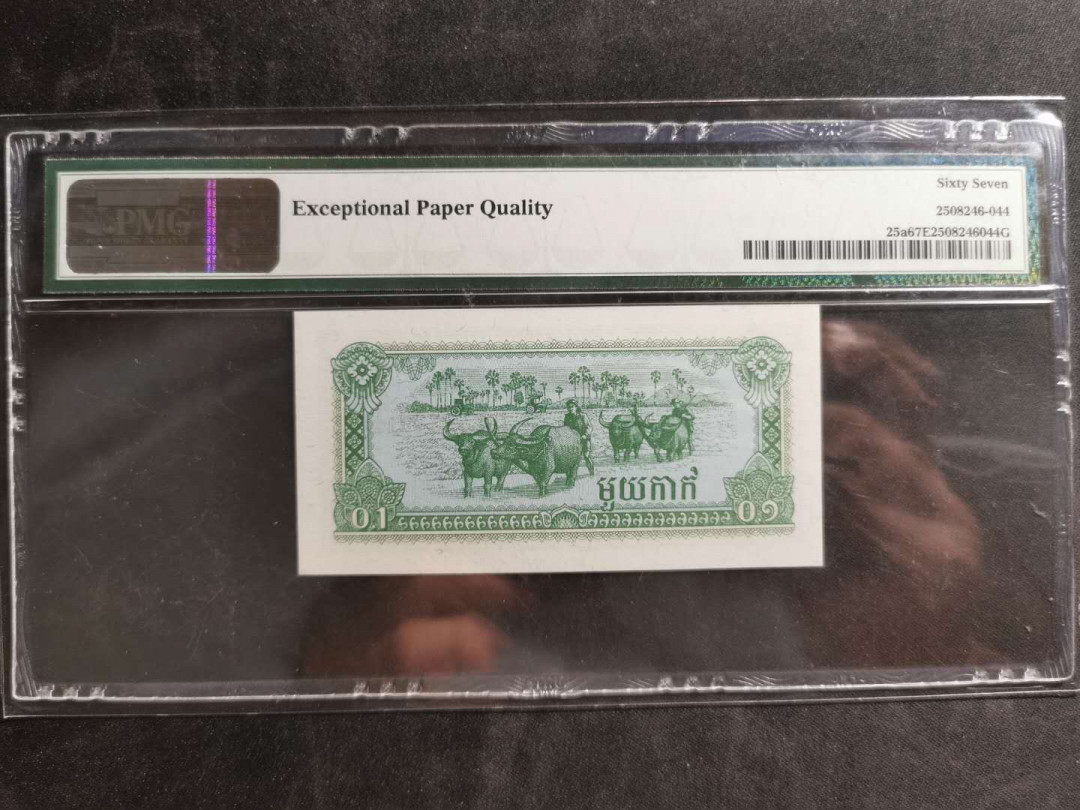 PMG
Exceptional Paper Quality
Sixty Seven
2508246-044
25a67E2508246044G
មួយកាក់
0.1
០.១